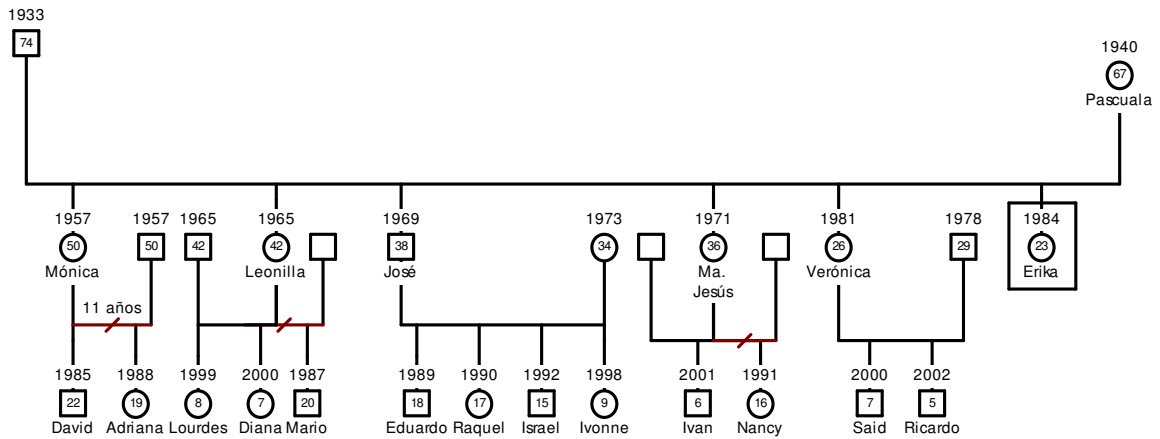 1933
74
1940
67
Pascuala
1957 1957 1965 1965 1969 1973 1971 1981 1978 1984
50 50 42 42 38 34 36 26 29 23
Mónica Leonilla José Ma. Verónica Erika
Jesús
11 años
1985 1988 1999 2000 1987 1989 1990 1992 1998 2001 1991 2000 2002
22 19 8 7 20 18 17 15 9 6 16 7 5
David Adriana Lourdes Diana Mario Eduardo Raquel Israel Ivonne Ivan Nancy Said Ricardo